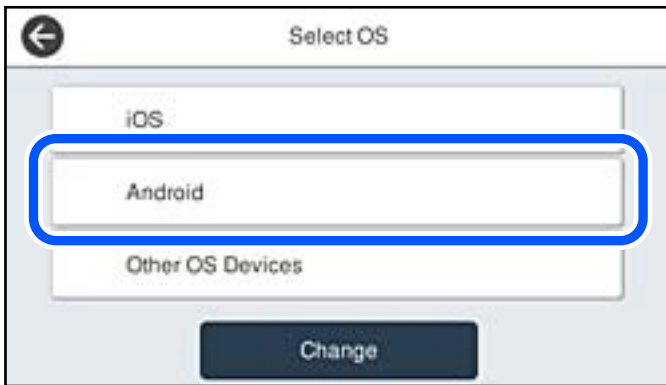 Select OS
iOS
Android
Other OS Devices
Change